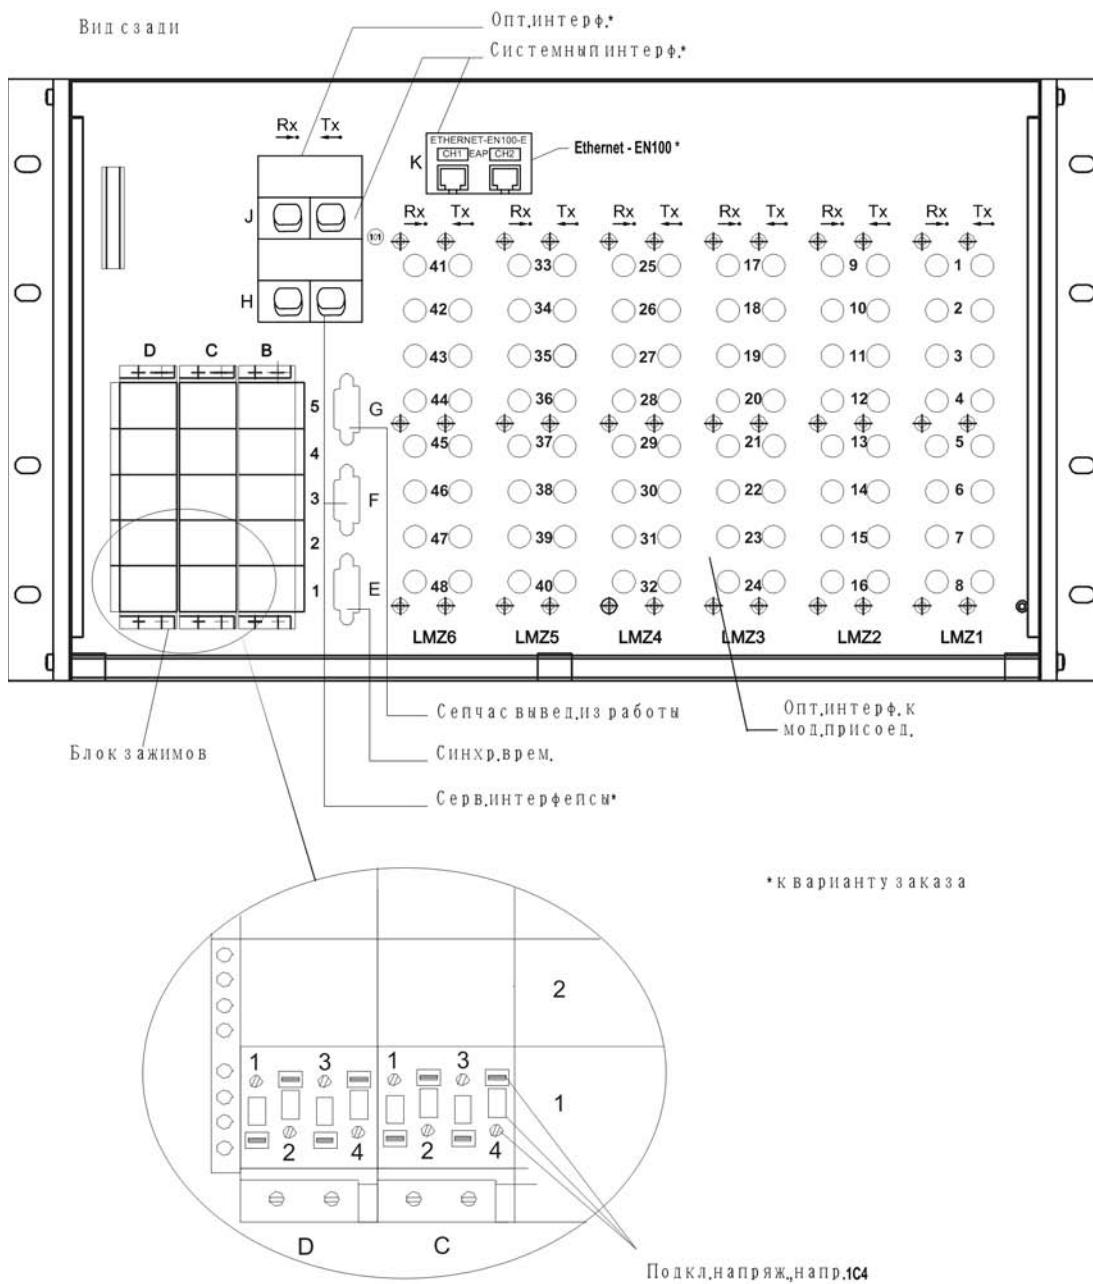 Вид сзади
Опт.интерф.*
Системныпинтерф.*
Rx Tx
ETHERNET-EN100-E
CH1 EAP CH2
K
Ethernet - EN100 *
J
101
H
Rx Tx Rx Tx Rx Tx Rx Tx Rx Tx Rx Tx
41 33 25 17 9 1
42 34 26 18 10 2
43 35 27 19 11 3
44 36 28 20 12 4
45 37 29 21 13 5
46 38 30 22 14 6
47 39 31 23 15 7
48 40 32 24 16 8
LMZ6 LMZ5 LMZ4 LMZ3 LMZ2 LMZ1
D C B
+ − + − + −
5
4
3
2
1
+ − + − + −
G
F
E
Сепчас вывед.из работы
Опт.интерф. к
мод.присоед.
Блок зажимов
Синхр.врем.
Серв.интерфепсы*
*к варианту заказа
2
1 3 1 3
1
2 4 2 4
D C
Подкл.напряж.,напр.1C4